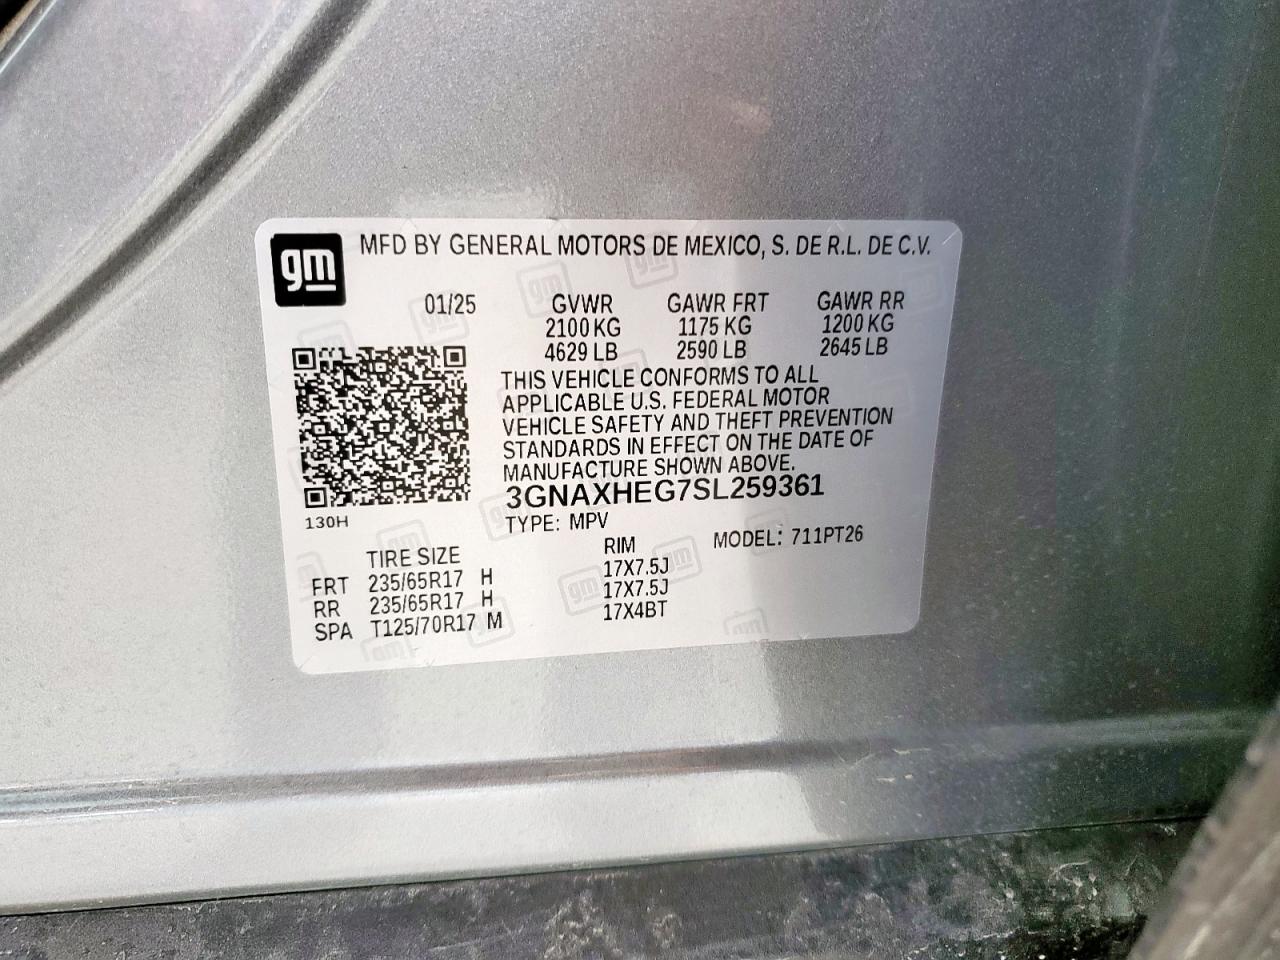 gm
MFD BY GENERAL MOTORS DE MEXICO, S. DE R.L. DE C.V.
01/25 GVWR GAWR FRT GAWR RR
2100 KG 1175 KG 1200 KG
4629 LB 2590 LB 2645 LB
THIS VEHICLE CONFORMS TO ALL
APPLICABLE U.S. FEDERAL MOTOR
VEHICLE SAFETY AND THEFT PREVENTION
STANDARDS IN EFFECT ON THE DATE OF
MANUFACTURE SHOWN ABOVE.
3GNAXHEG7SL259361
130H
TYPE: MPV MODEL: 711PT26
TIRE SIZE RIM
FRT 235/65R17 H 17X7.5J
RR 235/65R17 H 17X7.5J
SPA T125/70R17 M 17X4BT